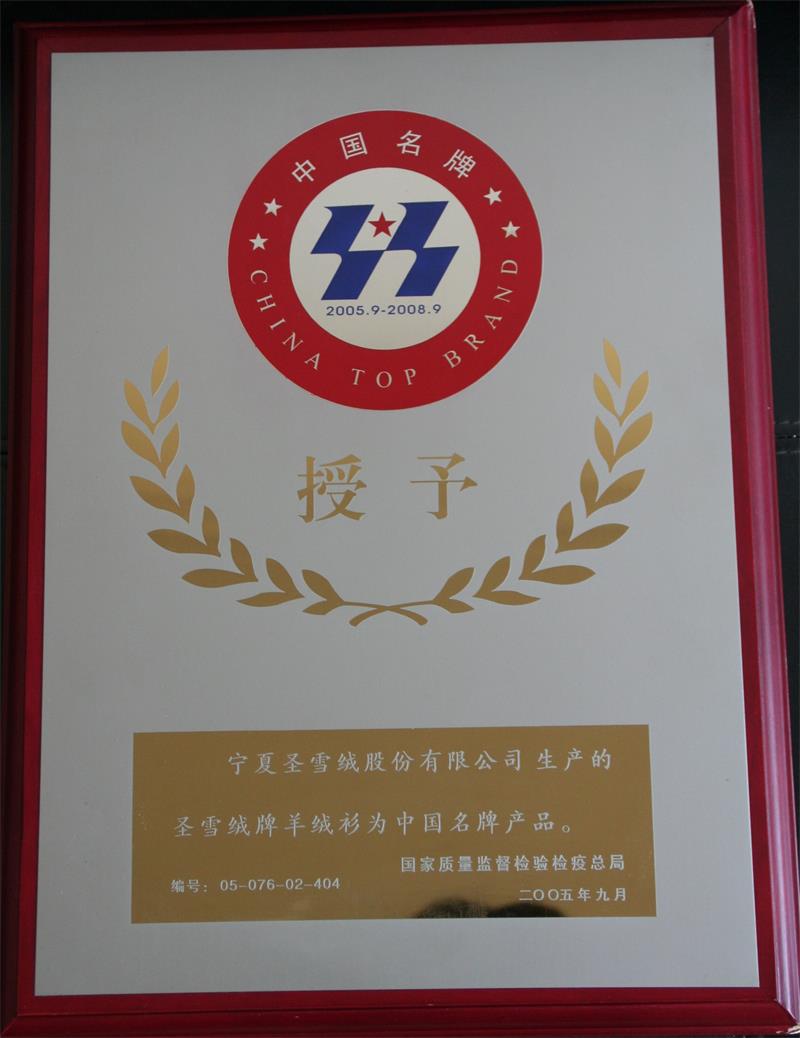 中国名牌
2005.9-2008.9
CHINA TOP BRAND
授予
宁夏圣雪绒股份有限公司生产的
圣雪绒牌羊绒衫为中国名牌产品。
国家质量监督检验检疫总局
编号：05-076-02-404
二〇〇五年九月